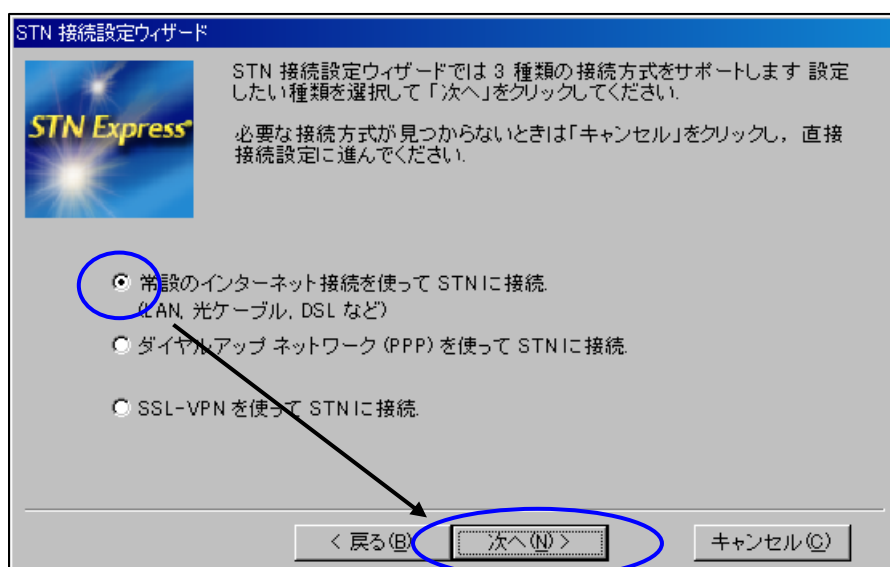 STN 接続設定ウィザード
STN 接続設定ウィザードでは 3 種類の接続方式をサポートします 設定
したい種類を選択して「次へ」をクリックしてください.
必要な接続方式が見つからないときは「キャンセル」をクリックし, 直接
接続設定に進んでください.
STN Express®
常設のインターネット接続を使って STNに接続.
(LAN, 光ケーブル, DSL など)
ダイヤルアップ ネットワーク (PPP) を使って STNに接続.
SSL-VPN を使って STNに接続.
< 戻る(B) 次へ(N) > キャンセル(C)